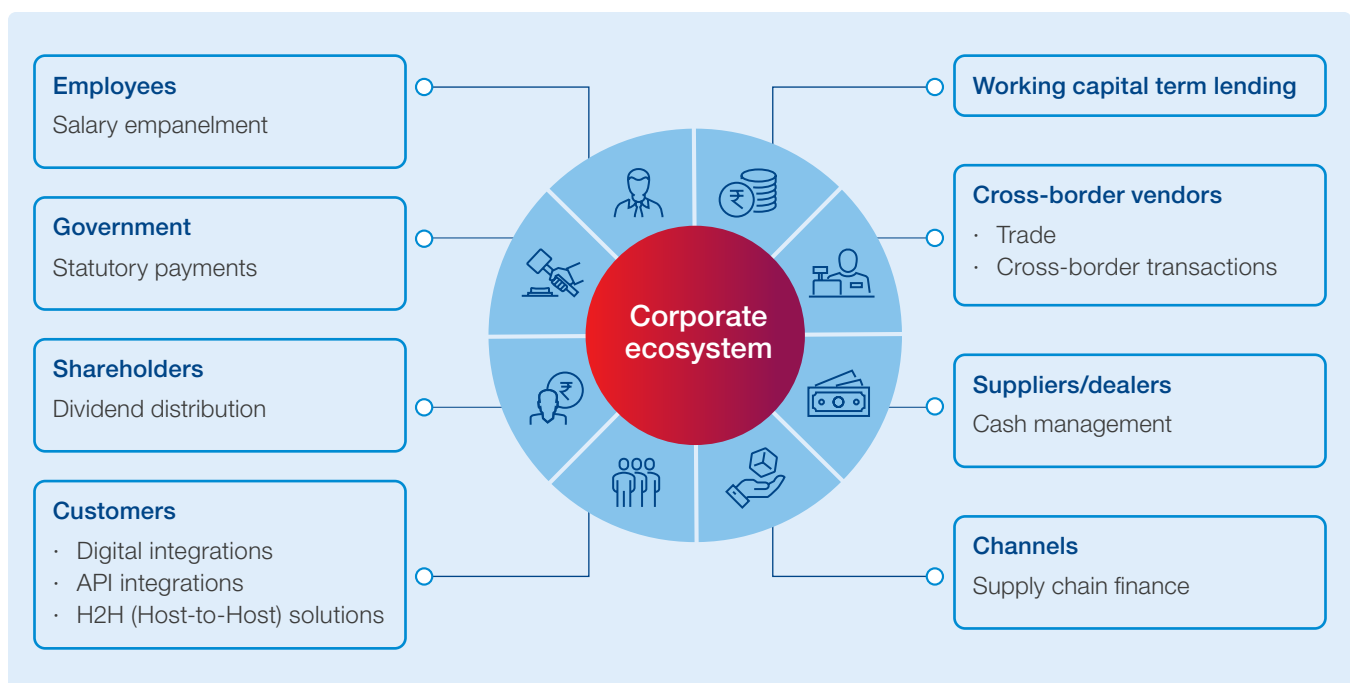 Employees
Salary empanelment
Government
Statutory payments
Shareholders
Dividend distribution
Customers
· Digital integrations
· API integrations
· H2H (Host-to-Host) solutions
₹
₹
Corporate
ecosystem
Working capital term lending
Cross-border vendors
· Trade
· Cross-border transactions
Suppliers/dealers
Cash management
Channels
Supply chain finance